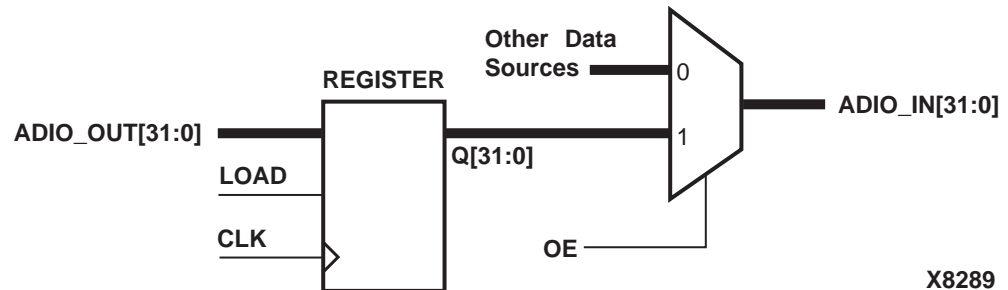 Other Data
Sources
0
REGISTER
ADIO_IN[31:0]
ADIO_OUT[31:0]
1
Q[31:0]
LOAD
CLK
OE
X8289